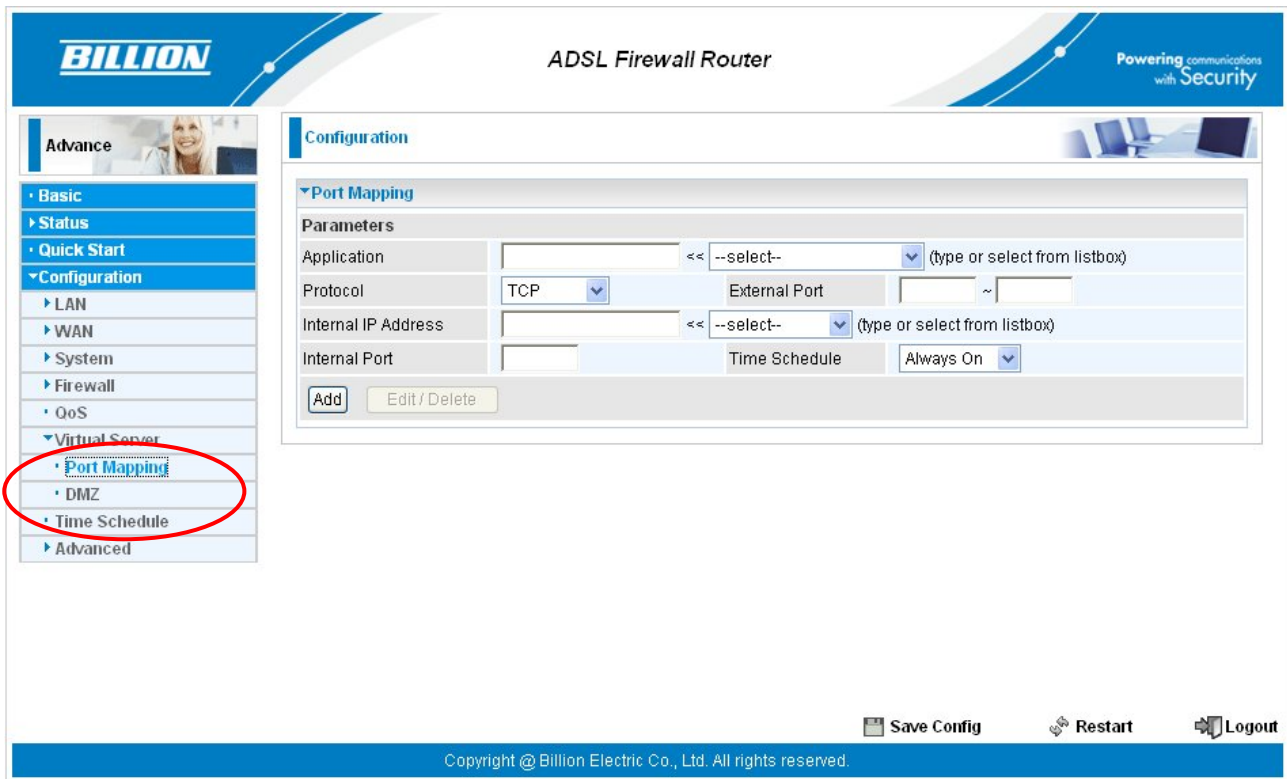 BILLION
ADSL Firewall Router
Powering communications
with Security
Advance
Basic
Status
Quick Start
Configuration
LAN
WAN
System
Firewall
QoS
Virtual Server
Port Mapping
DMZ
Time Schedule
Advanced
Configuration
Port Mapping
Parameters
Application << --select-- (type or select from listbox)
Protocol TCP External Port ~
Internal IP Address << --select-- (type or select from listbox)
Internal Port Time Schedule Always On
Add Edit / Delete
Save Config Restart Logout
Copyright @ Billion Electric Co., Ltd. All rights reserved.